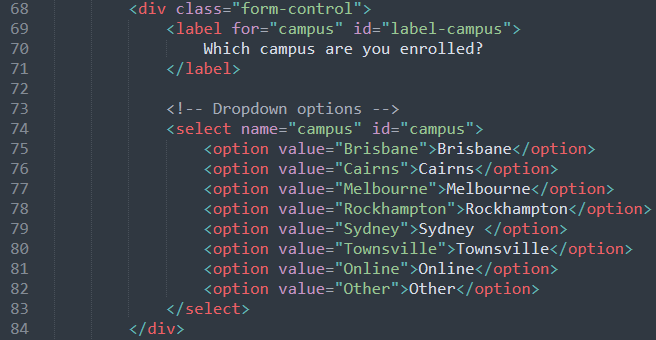 68 <div class="form-control">
69 <label for="campus" id="label-campus">
70 Which campus are you enrolled?
71 </label>
72
73 <!-- Dropdown options -->
74 <select name="campus" id="campus">
75 <option value="Brisbane">Brisbane</option>
76 <option value="Cairns">Cairns</option>
77 <option value="Melbourne">Melbourne</option>
78 <option value="Rockhampton">Rockhampton</option>
79 <option value="Sydney">Sydney </option>
80 <option value="Townsville">Townsville</option>
81 <option value="Online">Online</option>
82 <option value="Other">Other</option>
83 </select>
84 </div>